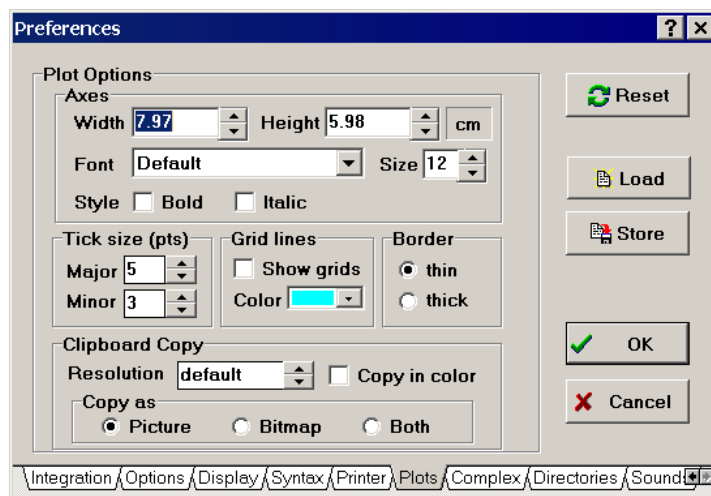 Preferences
Plot Options
Axes
Width 7.97 Height 5.98 cm
Font Default Size 12
Style Bold Italic
Tick size (pts)
Major 5
Minor 3
Grid lines
Show grids
Color
Border
thin
thick
Clipboard Copy
Resolution default Copy in color
Copy as
Picture Bitmap Both
Reset
Load
Store
OK
Cancel
Integration Options Display Syntax Printer Plots Complex Directories Sound